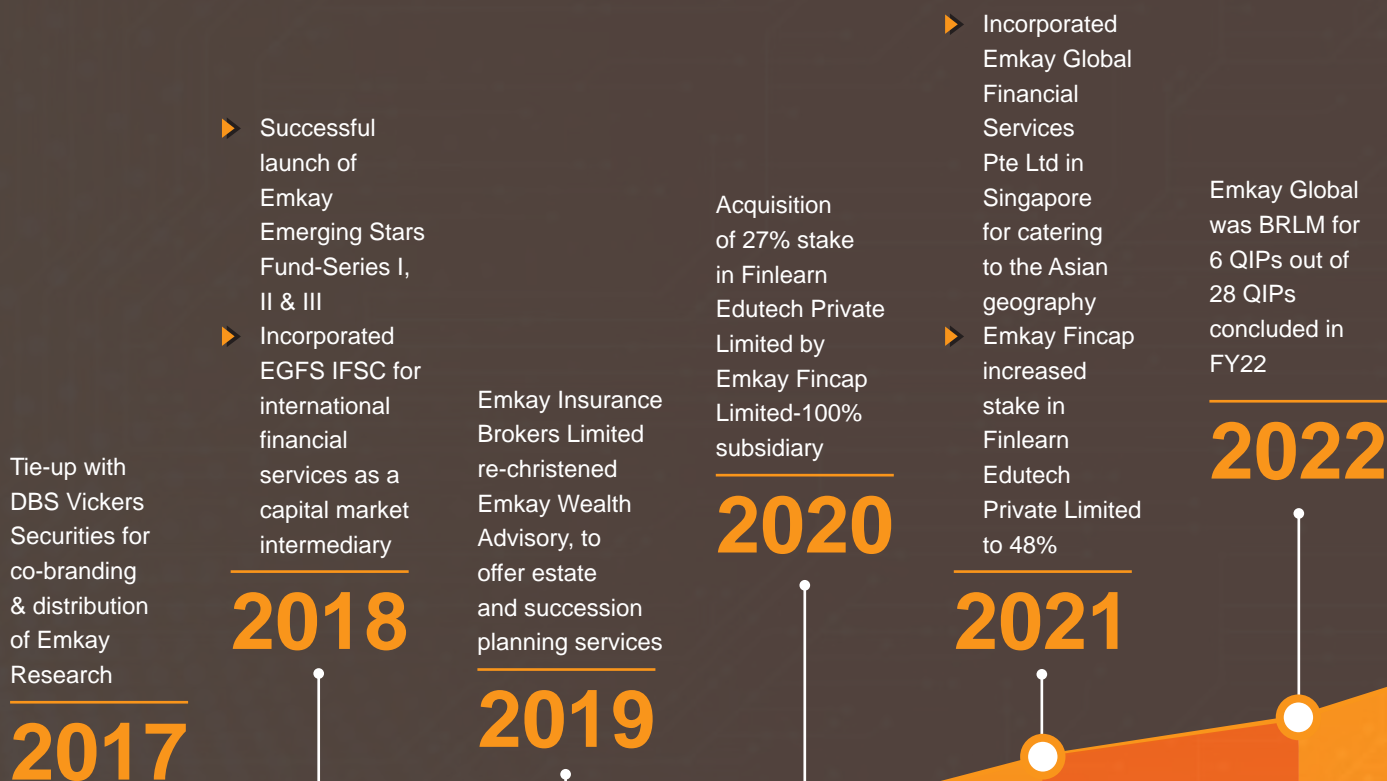 Tie-up with
DBS Vickers
Securities for
co-branding
& distribution
of Emkay
Research
2017
Successful
launch of
Emkay
Emerging Stars
Fund-Series I,
II & III
Incorporated
EGFS IFSC for
international
financial
services as a
capital market
intermediary
2018
Emkay Insurance
Brokers Limited
re-christened
Emkay Wealth
Advisory, to
offer estate
and succession
planning services
2019
Acquisition
of 27% stake
in Finlearn
Edutech Private
Limited by
Emkay Fincap
Limited-100%
subsidiary
2020
Incorporated
Emkay Global
Financial
Services
Pte Ltd in
Singapore
for catering
to the Asian
geography
Emkay Fincap
increased
stake in
Finlearn
Edutech
Private Limited
to 48%
2021
Emkay Global
was BRLM for
6 QIPs out of
28 QIPs
concluded in
FY22
2022